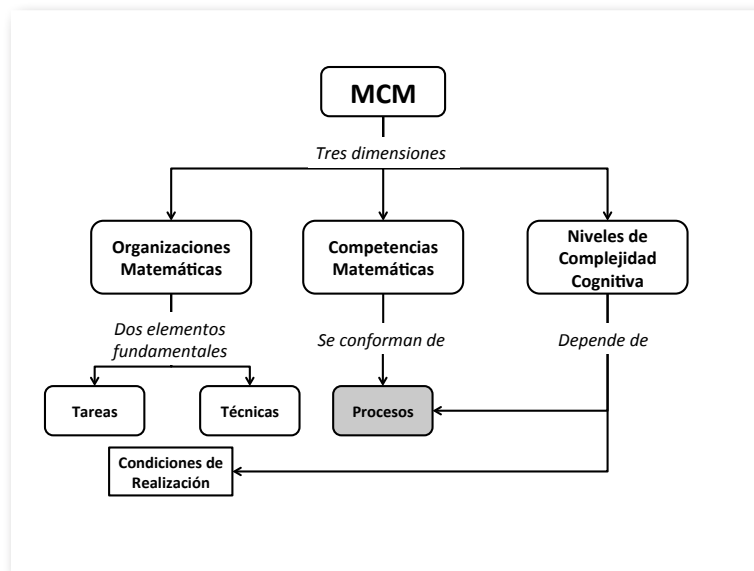 MCM
Tres dimensiones
Organizaciones
Matemáticas
Competencias
Matemáticas
Niveles de
Complejidad
Cognitiva
Dos elementos
fundamentales
Se conforman de
Depende de
Tareas
Técnicas
Procesos
Condiciones de
Realización